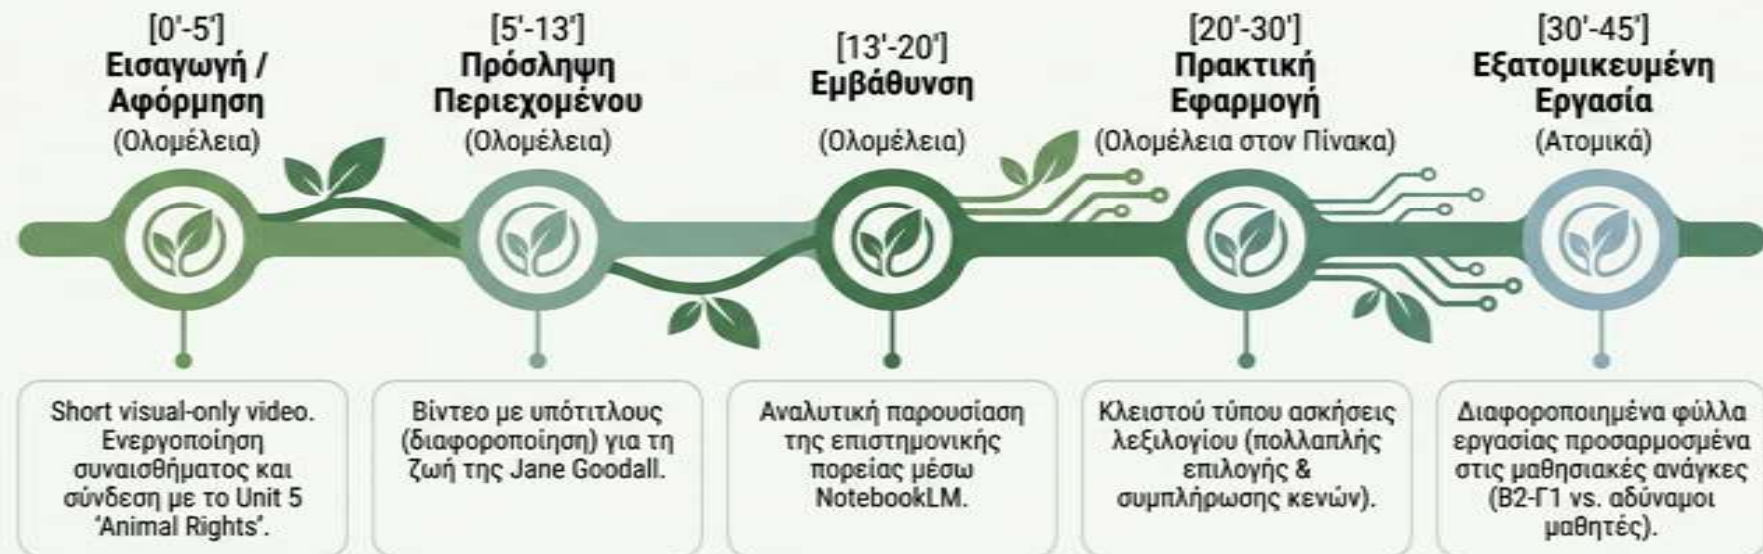 [0'-5']
Εισαγωγή /
Αφόρμηση
(Ολομέλεια)
[5'-13']
Πρόσληψη
Περιεχομένου
(Ολομέλεια)
[13'-20']
Εμβάθυνση
(Ολομέλεια)
[20'-30']
Πρακτική
Εφαρμογή
(Ολομέλεια στον Πίνακα)
[30'-45']
Εξατομικευμένη
Εργασία
(Ατομικά)
Short visual-only video.
Ενεργοποίηση
συναισθήματος και
σύνδεση με το Unit 5
'Animal Rights'.
Βίντεο με υπότιτλους
(διαφοροποίηση) για τη
ζωή της Jane Goodall.
Αναλυτική παρουσίαση
της επιστημονικής
πορείας μέσω
NotebookLM.
Κλειστού τύπου ασκήσεις
λεξιλογίου (πολλαπλής
επιλογής &
συμπλήρωσης κενών).
Διαφοροποιημένα φύλλα
εργασίας προσαρμοσμένα
στις μαθησιακές ανάγκες
(Β2-Γ1 vs. αδύναμοι
μαθητές).